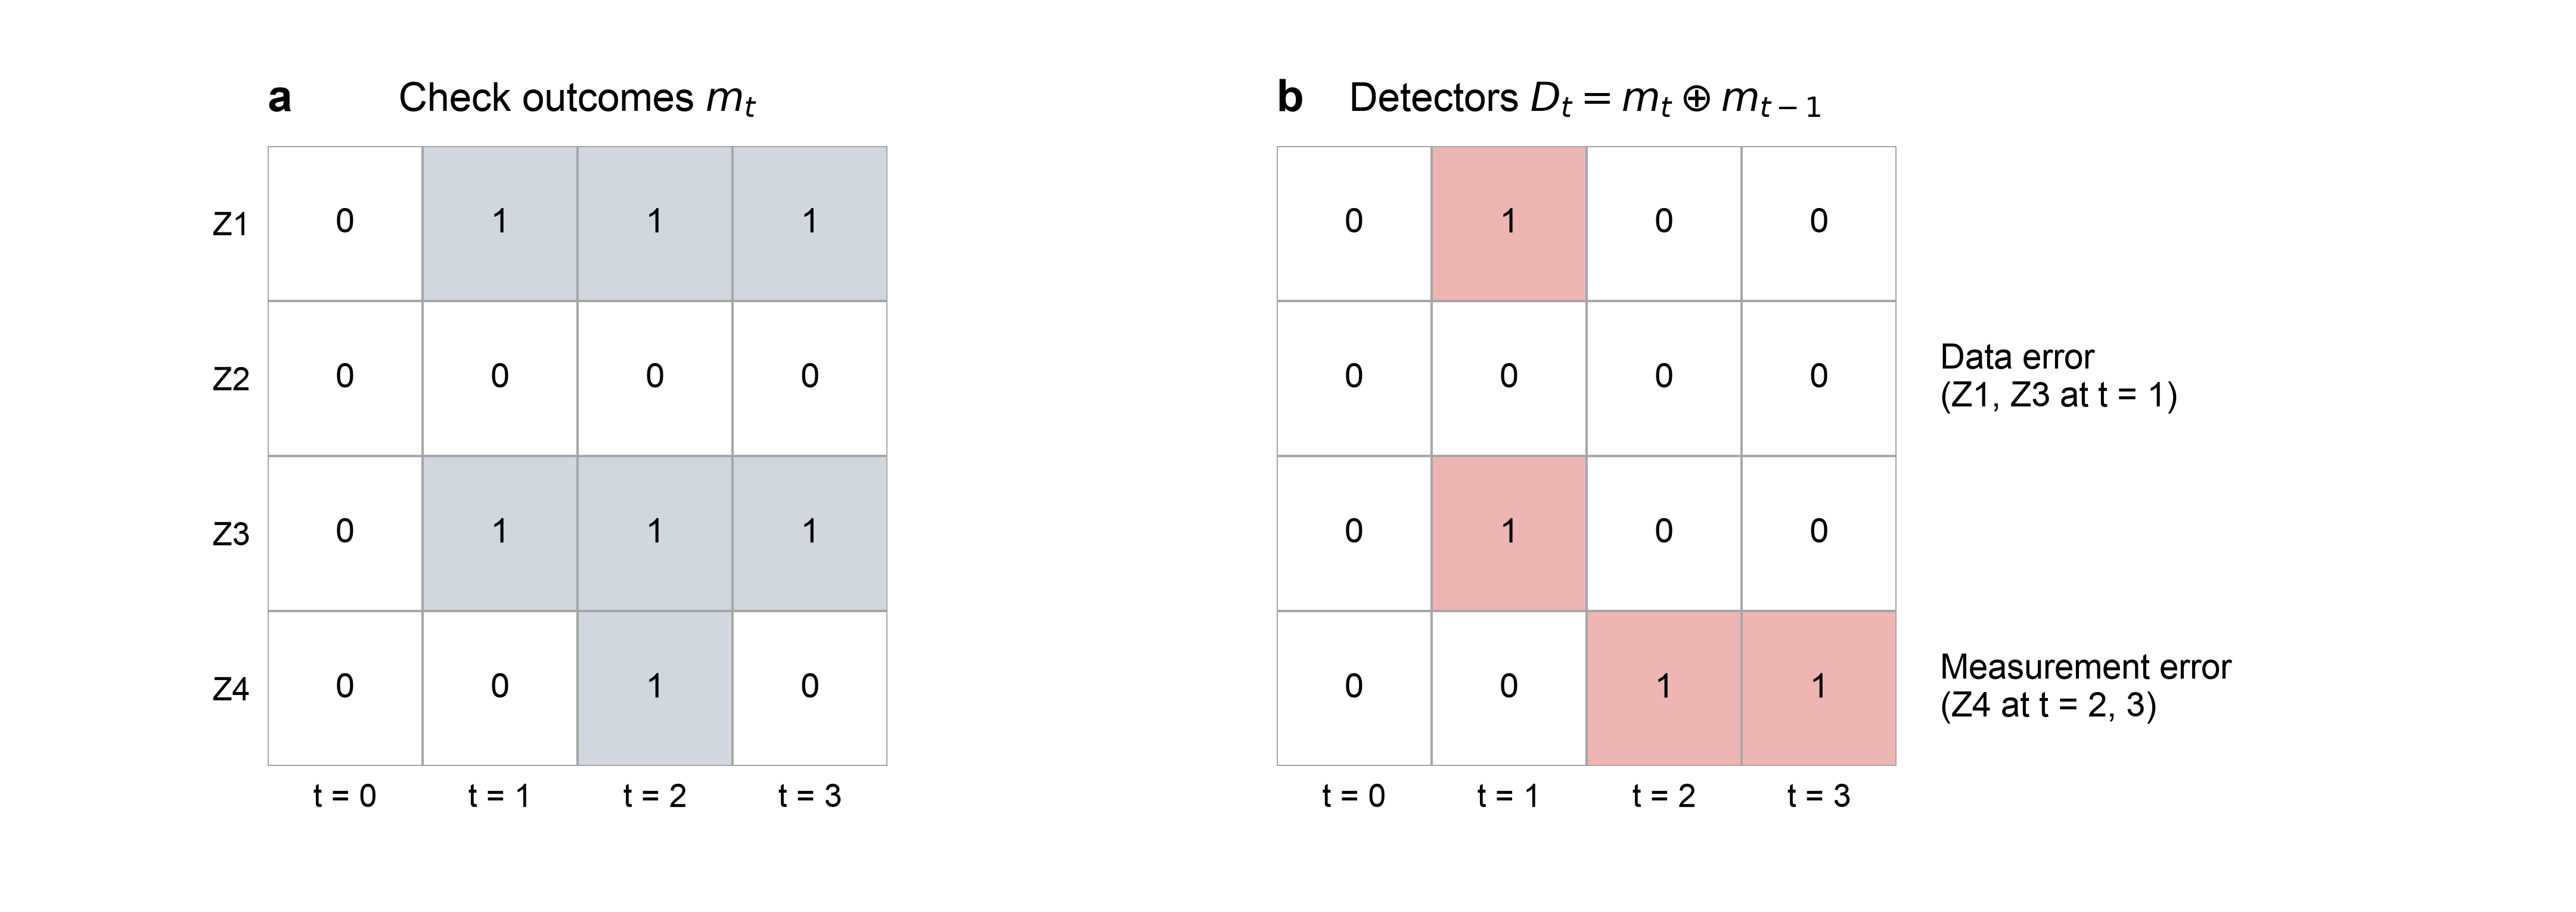 a Check outcomes mₜ
Z1 0 1 1 1
Z2 0 0 0 0
Z3 0 1 1 1
Z4 0 0 1 0
t = 0 t = 1 t = 2 t = 3
b Detectors Dₜ = mₜ ⊕ mₜ₋₁
0 1 0 0
0 0 0 0
0 1 0 0
0 0 1 1
t = 0 t = 1 t = 2 t = 3
Data error
(Z1, Z3 at t = 1)
Measurement error
(Z4 at t = 2, 3)